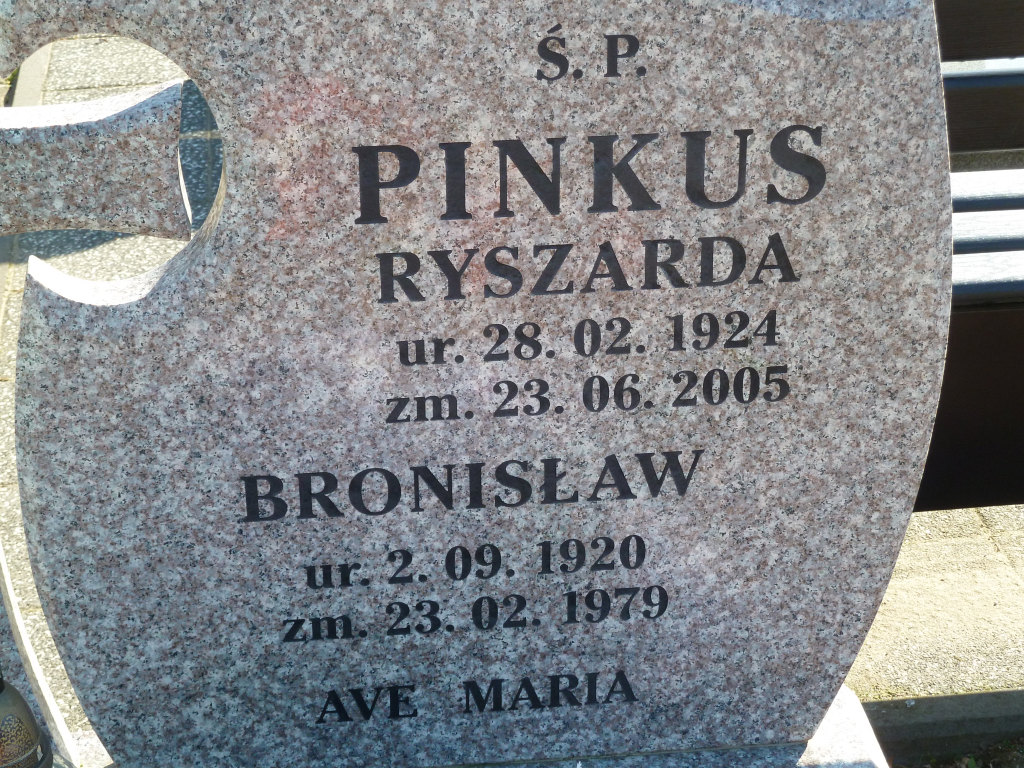 Ś. P.
PINKUS
RYSZARDA
ur. 28. 02. 1924
zm. 23. 06. 2005
BRONISŁAW
ur. 2. 09. 1920
zm. 23. 02. 1979
AVE MARIA